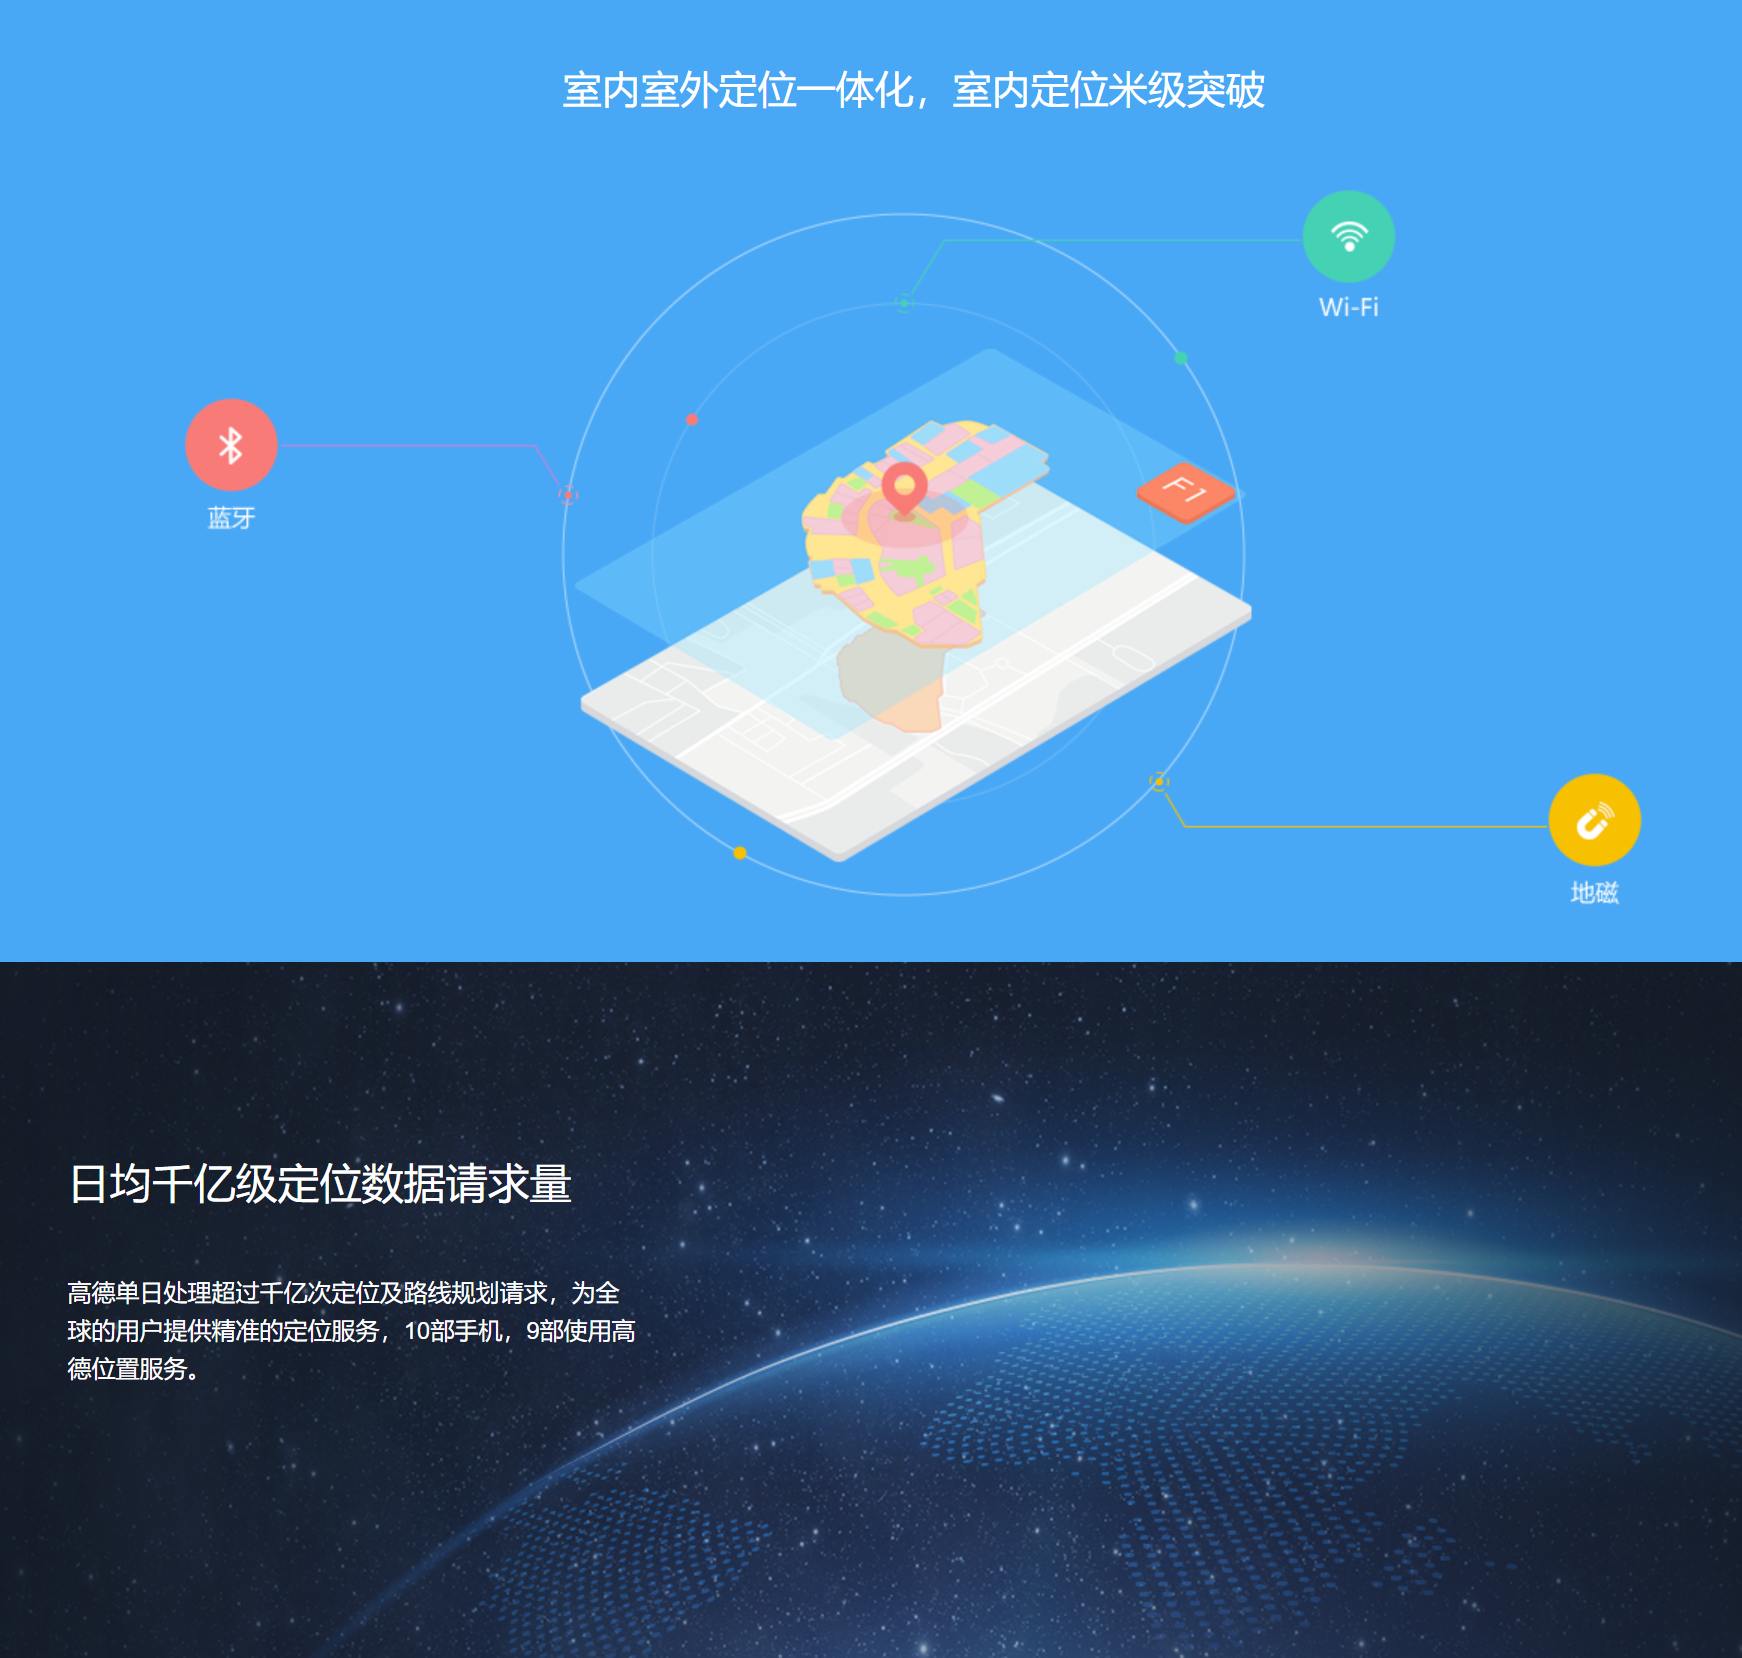 室内室外定位一体化，室内定位米级突破
Wi-Fi
蓝牙
F1
地磁
日均千亿级定位数据请求量
高德单日处理超过千亿次定位及路线规划请求，为全
球的用户提供精准的定位服务，10部手机，9部使用高
德位置服务。